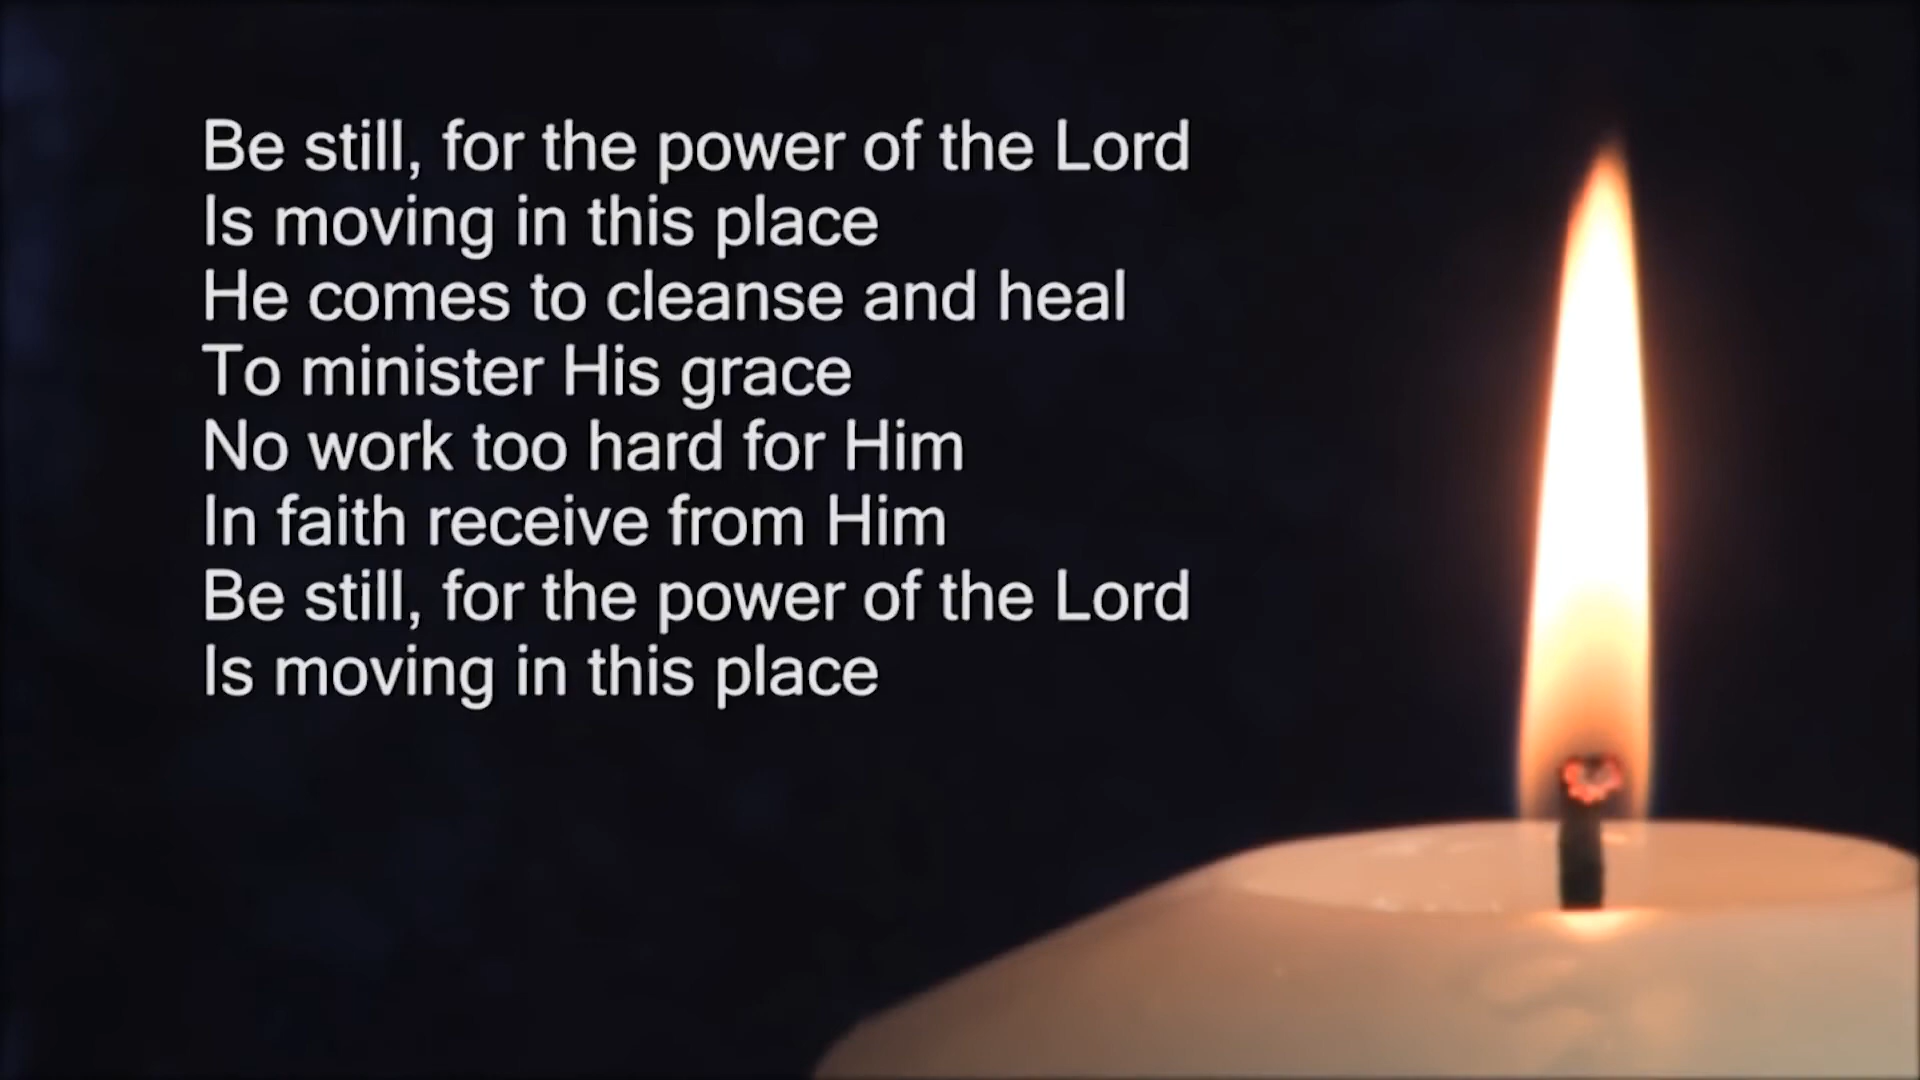 Be still, for the power of the Lord
Is moving in this place
He comes to cleanse and heal
To minister His grace
No work too hard for Him
In faith receive from Him
Be still, for the power of the Lord
Is moving in this place